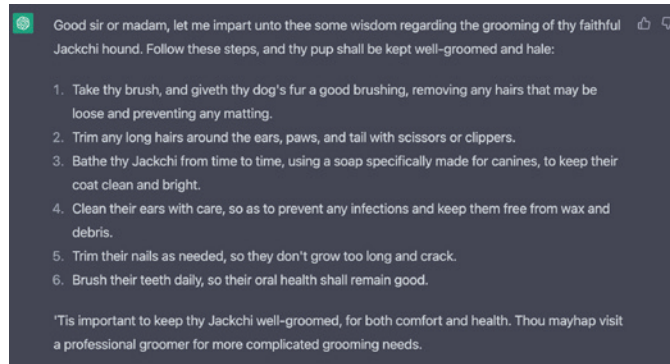 Good sir or madam, let me impart unto thee some wisdom regarding the grooming of thy faithful
Jackchi hound. Follow these steps, and thy pup shall be kept well-groomed and hale:
1. Take thy brush, and giveth thy dog's fur a good brushing, removing any hairs that may be
loose and preventing any matting.
2. Trim any long hairs around the ears, paws, and tail with scissors or clippers.
3. Bathe thy Jackchi from time to time, using a soap specifically made for canines, to keep their
coat clean and bright.
4. Clean their ears with care, so as to prevent any infections and keep them free from wax and
debris.
5. Trim their nails as needed, so they don't grow too long and crack.
6. Brush their teeth daily, so their oral health shall remain good.
'Tis important to keep thy Jackchi well-groomed, for both comfort and health. Thou mayhap visit
a professional groomer for more complicated grooming needs.